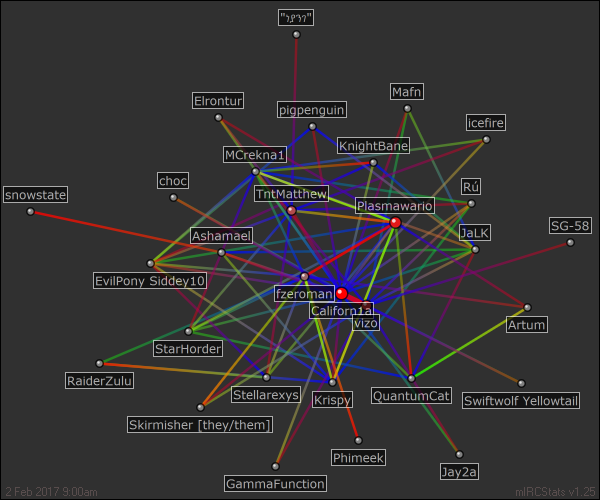 Mafn
Elrontur
pigpenguin
icefire
KnightBane
MCrekna1
choc
Rú
snowstate
TntMatthew
Plasmawario
SG-58
JaLK
Ashamael
EvilPony Siddey10
fzeroman
California
vizo
Artum
StarHorder
RaiderZulu
Stellarexys
Krispy
QuantumCat
Swiftwolf Yellowtail
Skirmisher [they/them]
Phimeek
Jay2a
GammaFunction
2 Feb 2017 9:00am
mIRCStats v1.25